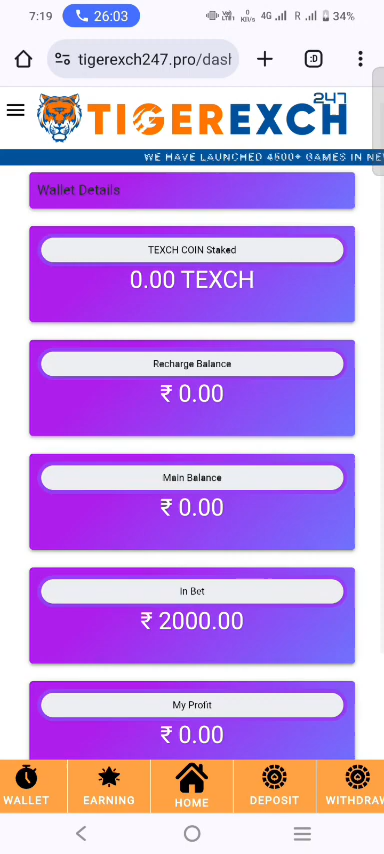 7:19 26:03 4G R 34%
tigerexch247.pro/dash :D
TIGEREXCH 247
WE HAVE LAUNCHED 4500+ GAMES IN NE
Wallet Details
TEXCH COIN Staked
0.00 TEXCH
Recharge Balance
₹ 0.00
Main Balance
₹ 0.00
In Bet
₹ 2000.00
My Profit
₹ 0.00
WALLET EARNING HOME DEPOSIT WITHDRAW